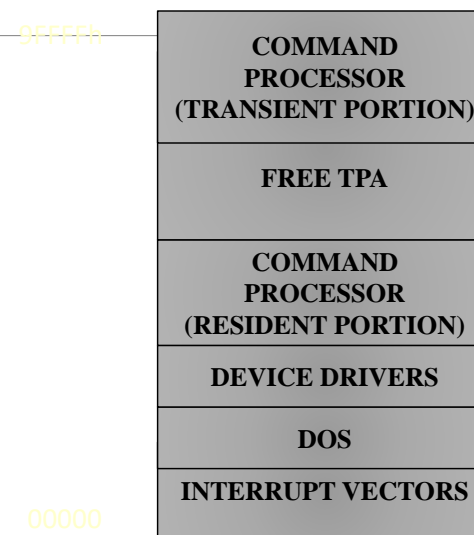 9FFFFh
COMMAND
PROCESSOR
(TRANSIENT PORTION)
FREE TPA
COMMAND
PROCESSOR
(RESIDENT PORTION)
DEVICE DRIVERS
DOS
INTERRUPT VECTORS
00000